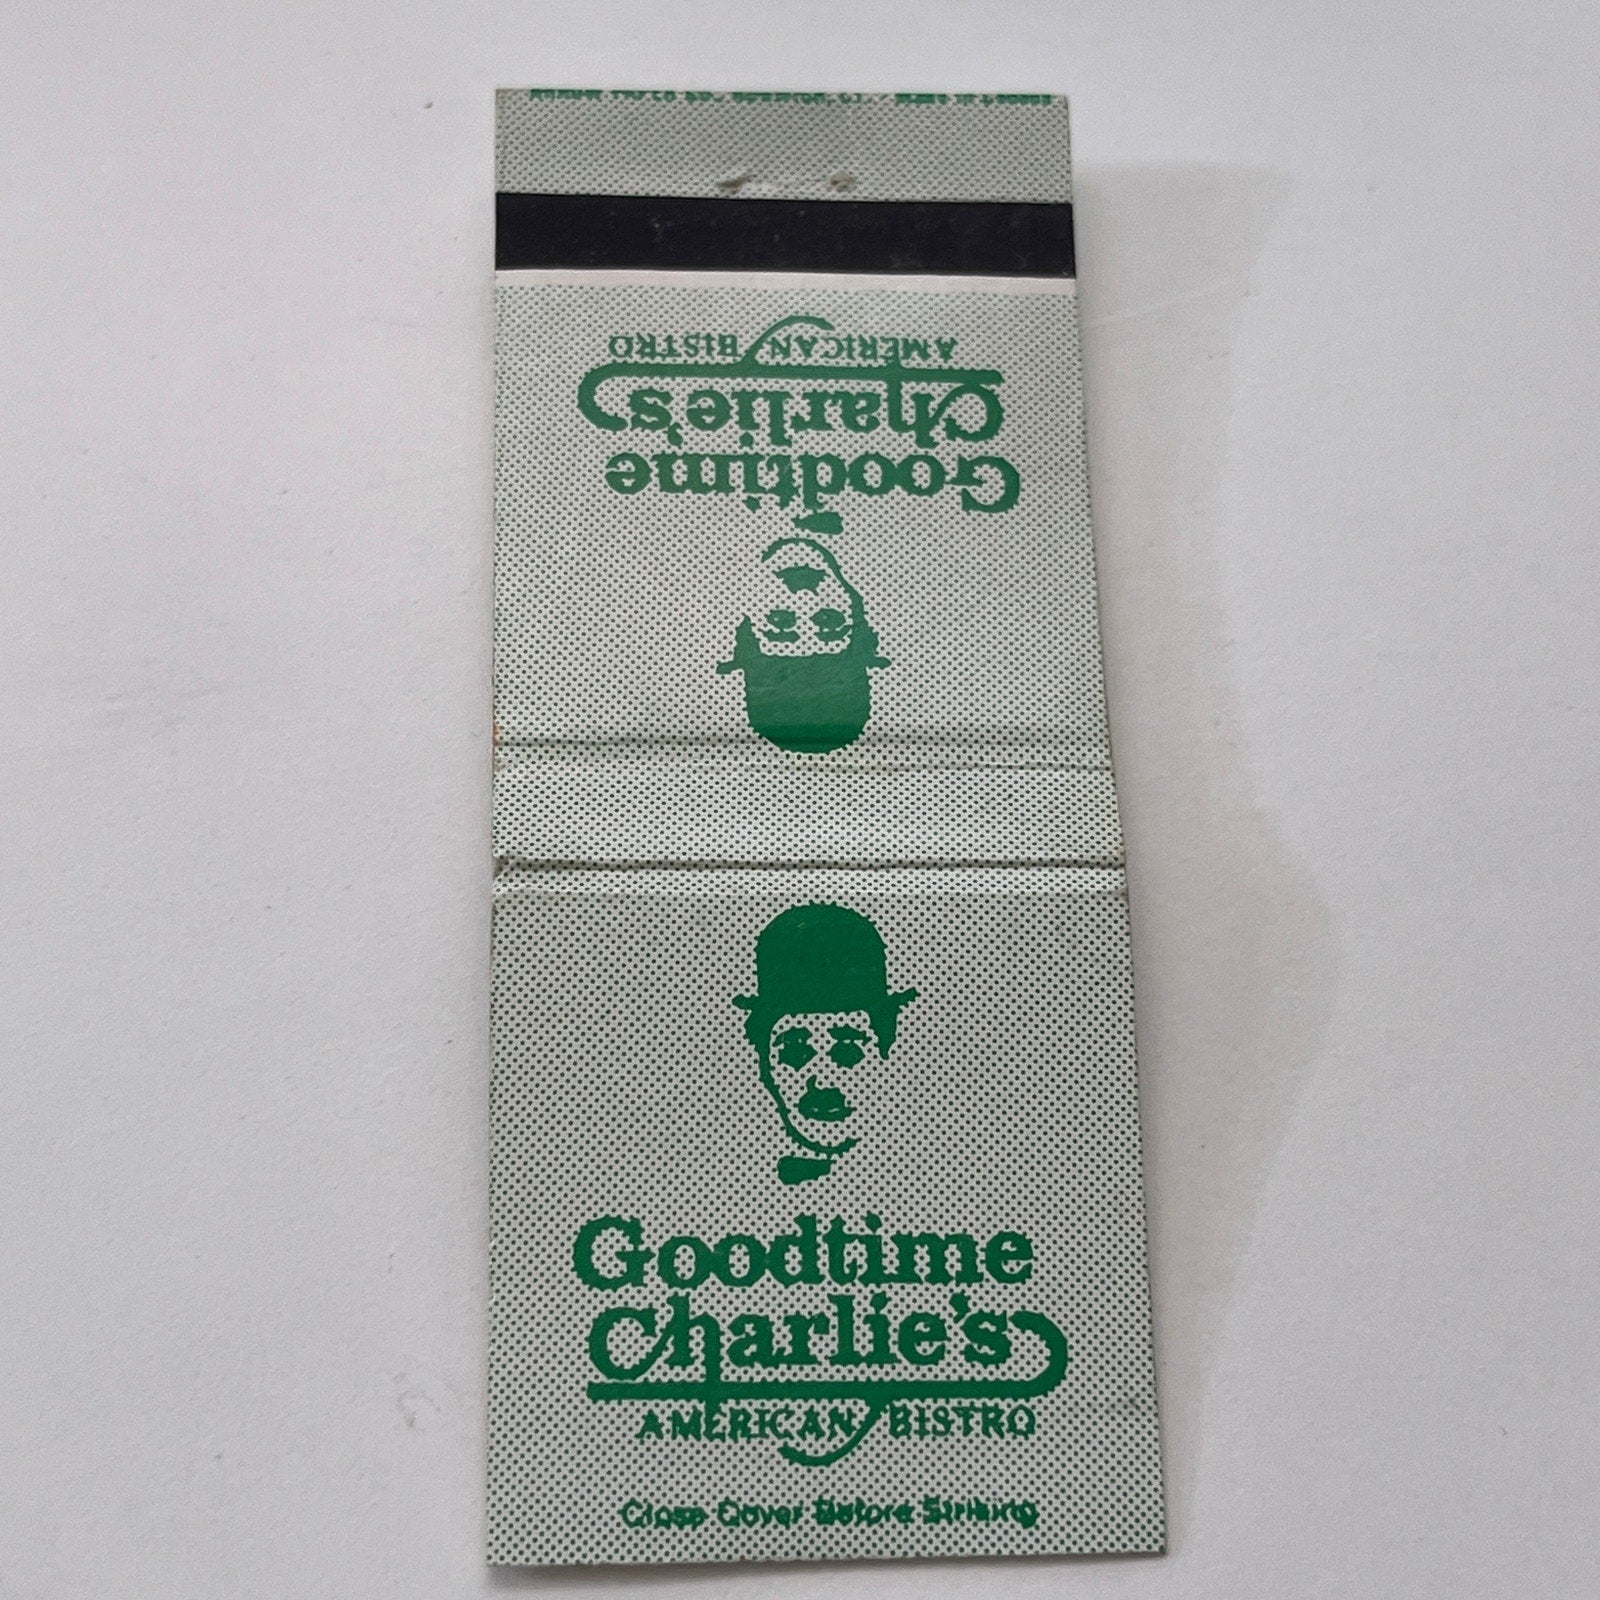 Goodtime
Charlie's
AMERICAN BISTRO
Goodtime
Charlie's
AMERICAN BISTRO
Close Cover Before Striking